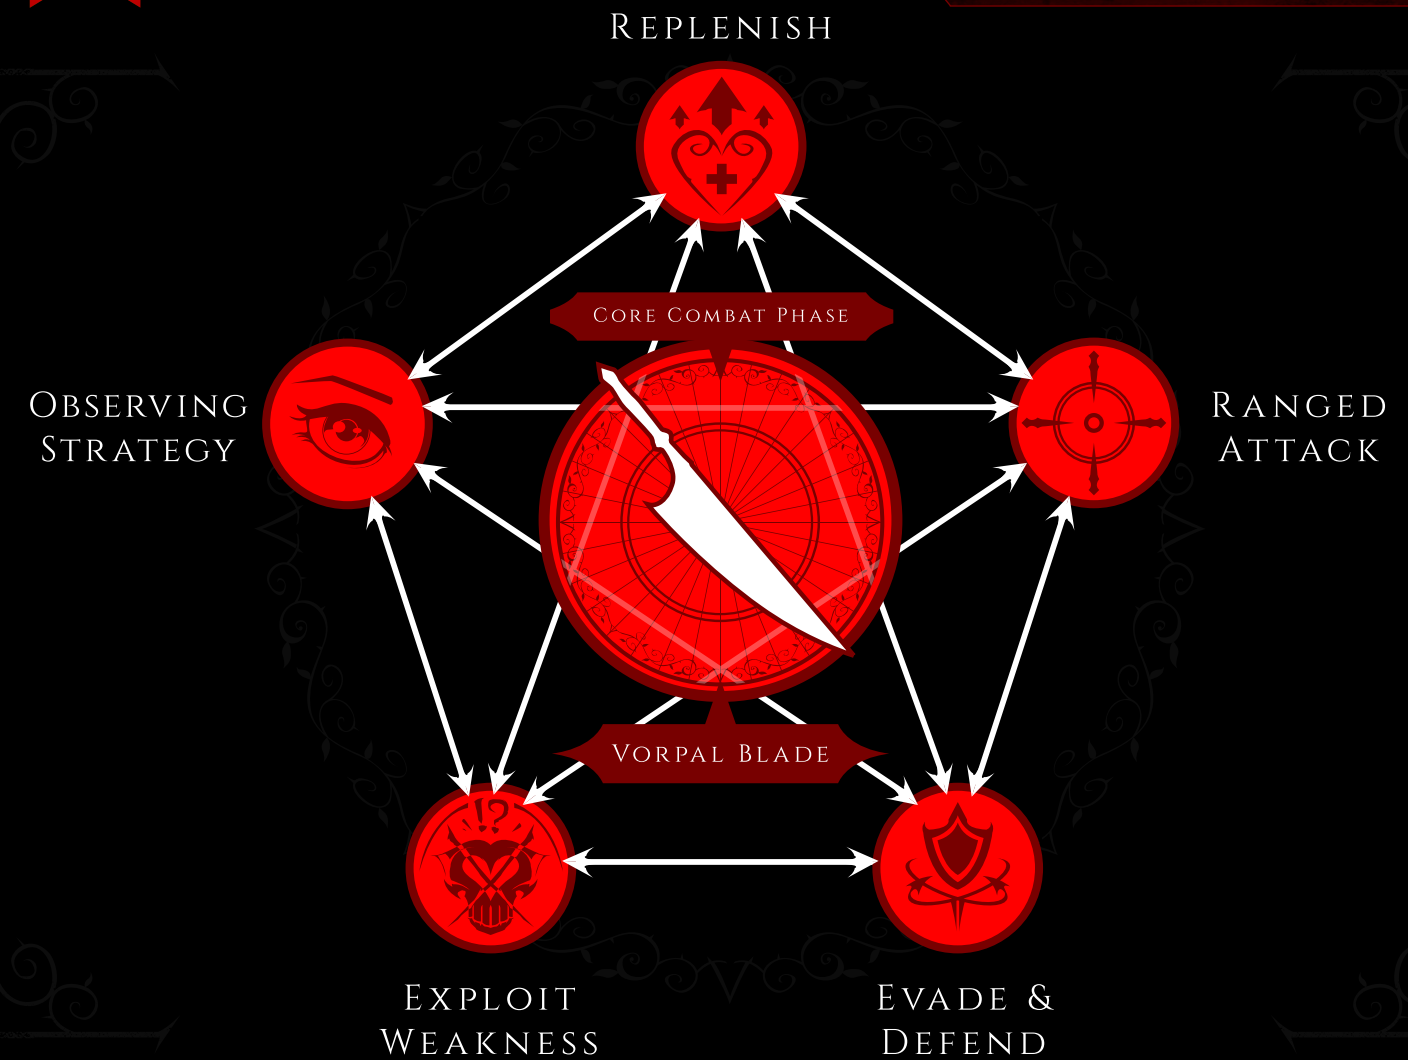 Replenish
Core Combat Phase
Observing
Strategy
Ranged
Attack
Vorpal Blade
!?
Exploit
Weakness
Evade &
Defend